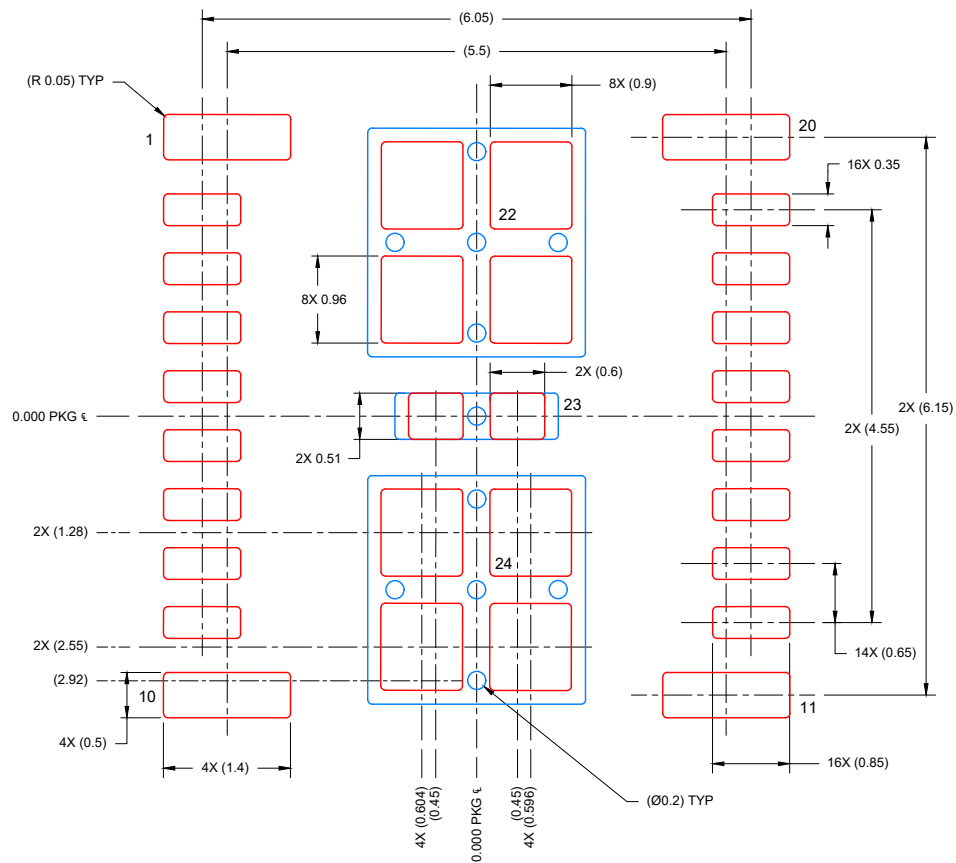 (6.05)
(5.5)
(R 0.05) TYP
8X (0.9)
1
20
16X 0.35
22
8X 0.96
2X (0.6)
23
0.000 PKG ℄
2X (6.15)
2X (4.55)
2X 0.51
2X (1.28)
24
2X (2.55)
14X (0.65)
(2.92)
10
11
4X (0.5)
4X (1.4)
16X (0.85)
(Ø0.2) TYP
4X (0.604)
(0.45)
0.000 PKG ℄
(0.45)
4X (0.596)